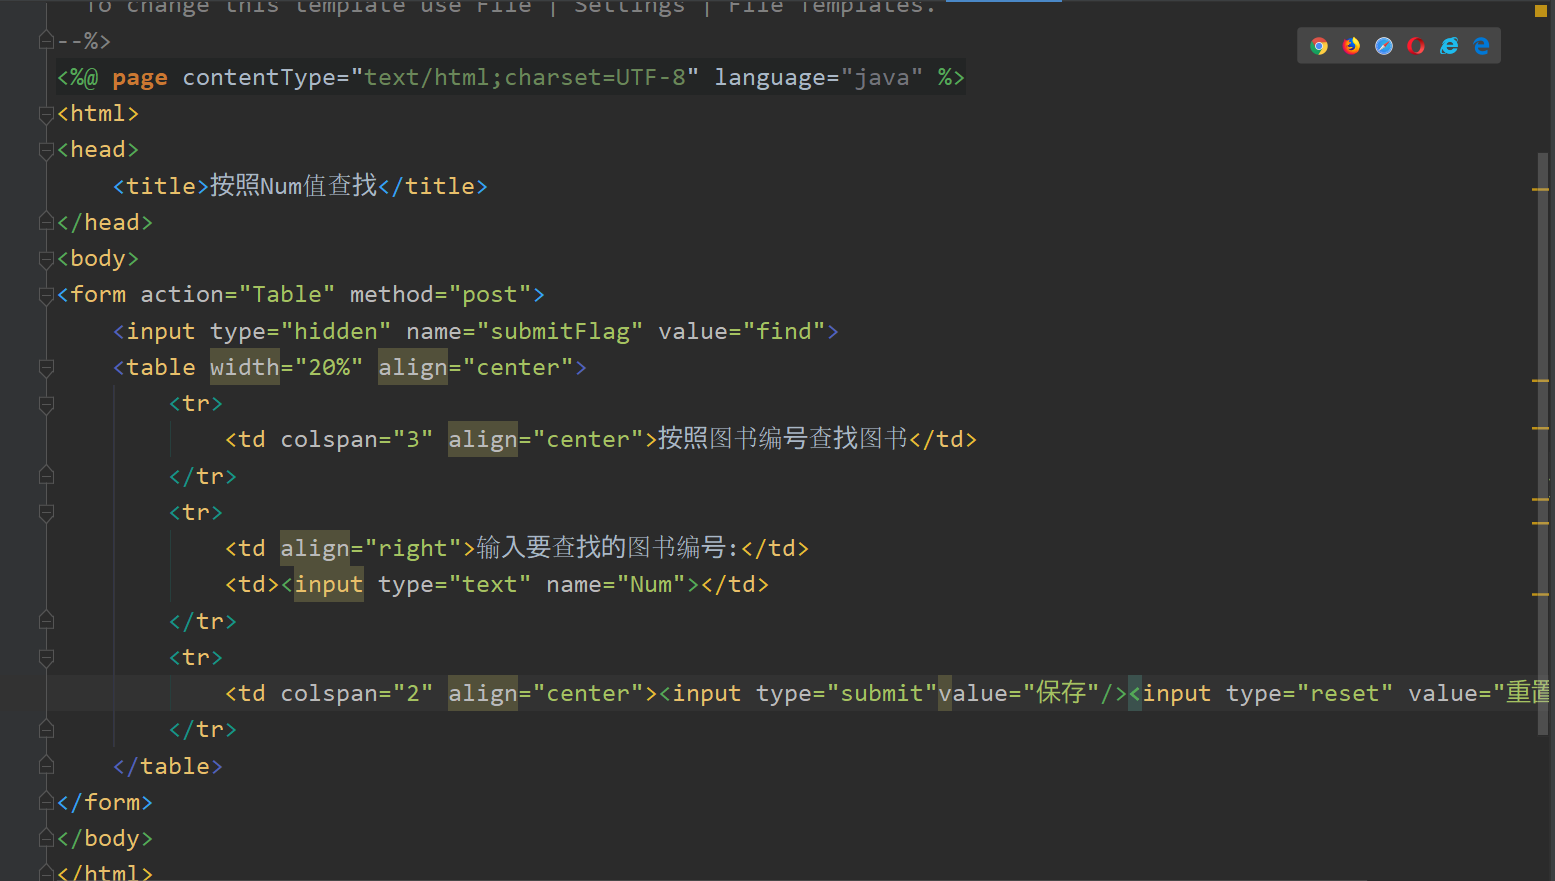 To change this template use File | Settings | File Templates.
--%>
<%@ page contentType="text/html;charset=UTF-8" language="java" %>
<html>
<head>
    <title>按照Num值查找</title>
</head>
<body>
<form action="Table" method="post">
    <input type="hidden" name="submitFlag" value="find">
    <table width="20%" align="center">
        <tr>
            <td colspan="3" align="center">按照图书编号查找图书</td>
        </tr>
        <tr>
            <td align="right">输入要查找的图书编号:</td>
            <td><input type="text" name="Num"></td>
        </tr>
        <tr>
            <td colspan="2" align="center"><input type="submit"value="保存"/><input type="reset" value="重置
        </tr>
    </table>
</form>
</body>
</html>